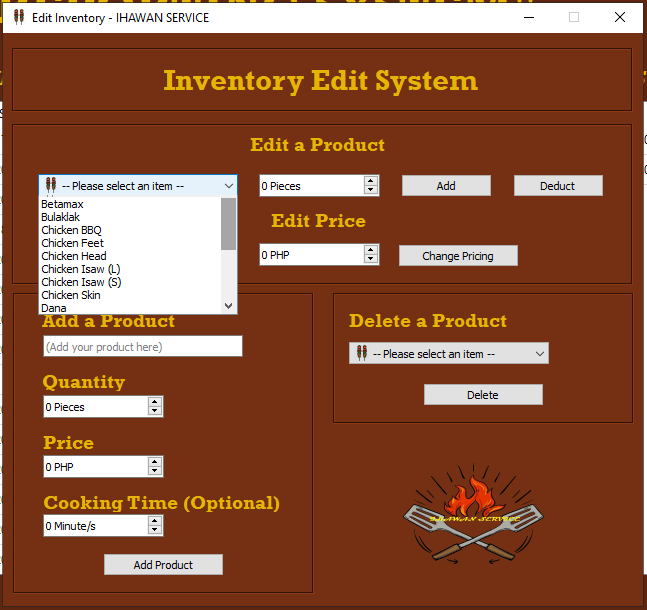 Edit Inventory - IHAWAN SERVICE
Inventory Edit System
Edit a Product
-- Please select an item --
0 Pieces
Add
Deduct
Betamax
Bulaklak
Chicken BBQ
Chicken Feet
Chicken Head
Chicken Isaw (L)
Chicken Isaw (S)
Chicken Skin
Dana
Edit Price
0 PHP
Change Pricing
Add a Product
(Add your product here)
Quantity
0 Pieces
Price
0 PHP
Cooking Time (Optional)
0 Minute/s
Add Product
Delete a Product
-- Please select an item --
Delete
IHAWAN SERVICE